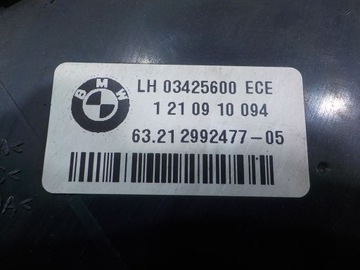 BMW
LH 03425600 ECE
1 21 09 10 094
63.21 2992477-05